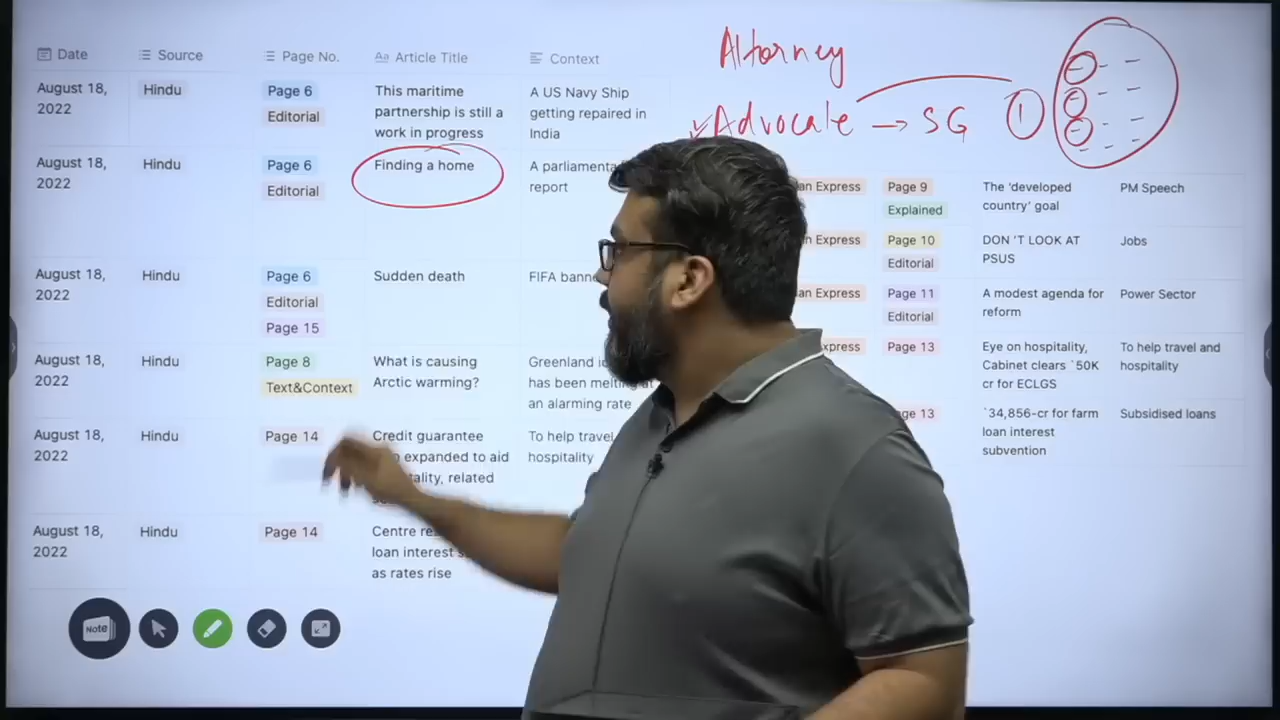 Date Source Page No. Article Title Context
August 18, 2022
Hindu
Page 6
Editorial
This maritime
partnership is still a
work in progress
A US Navy Ship
getting repaired in
India
August 18, 2022
Hindu
Page 6
Editorial
Finding a home
A
report
August 18, 2022
Hindu
Page 6
Editorial
Page 15
Sudden death
FIFA
August 18, 2022
Hindu
Page 8
Text&Context
What is causing
Arctic warming?
Greenland
has been melting at
an alarming rate
August 18, 2022
Hindu
Page 14
Credit guarantee
expanded to aid
related
To help travel
hospitality
August 18, 2022
Hindu
Page 14
Centre
loan interest
as rates rise
Attorney
Advocate → SG 1
Express
Page 9
Explained
The ‘developed
country’ goal
PM Speech
Express
Page 10
Editorial
DON ’T LOOK AT
PSUS
Jobs
Express
Page 11
Editorial
A modest agenda for
reform
Power Sector
Express
Page 13
Eye on hospitality,
Cabinet clears `50K
cr for ECLGS
To help travel and
hospitality
13
`34,856-cr for farm
loan interest
subvention
Subsidised loans
Note